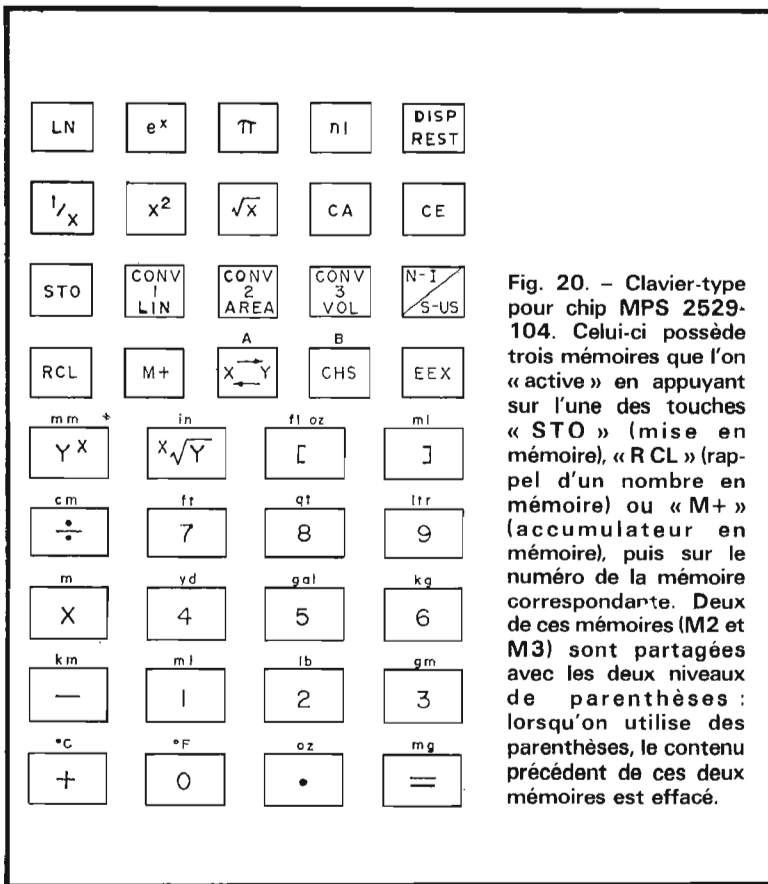 LN e^x π n! DISP REST
1/x x² √x CA CE
STO CONV 1 LIN CONV 2 AREA CONV 3 VOL N-I/S-US
A B
RCL M+ X⇄Y CHS EEX
mm * in fl oz ml
Y^X ^X√Y [ ]
cm ft qt ltr
÷ 7 8 9
m yd gal kg
X 4 5 6
km mi lb gm
— 1 2 3
°C °F oz mg
+ 0 • =
Fig. 20. – Clavier-type
pour chip MPS 2529-
104. Celui-ci possède
trois mémoires que l'on
« active » en appuyant
sur l'une des touches
« STO » (mise en
mémoire), « R CL » (rap-
pel d'un nombre en
mémoire) ou « M+ »
(accumulateur en
mémoire), puis sur le
numéro de la mémoire
correspondante. Deux
de ces mémoires (M2 et
M3) sont partagées
avec les deux niveaux
de parenthèses :
lorsqu'on utilise des
parenthèses, le contenu
précédent de ces deux
mémoires est effacé.